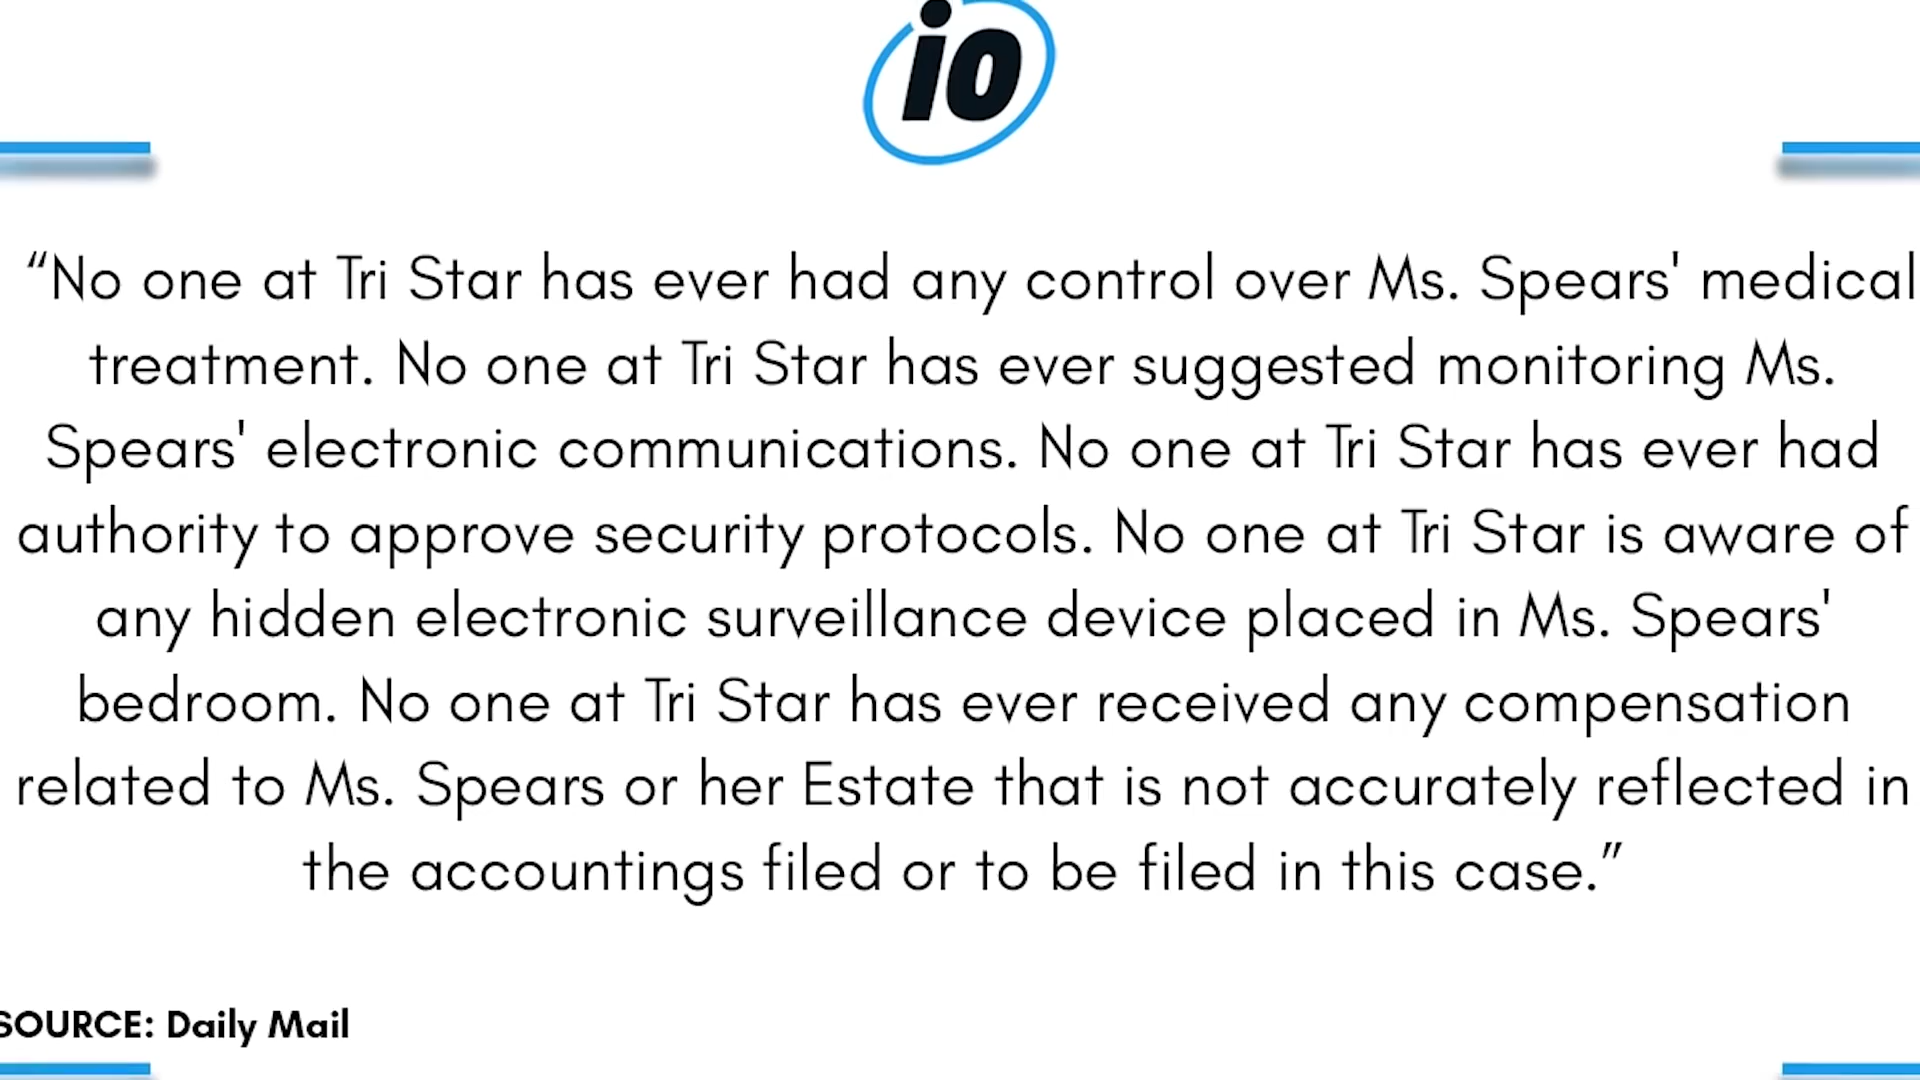 io
“No one at Tri Star has ever had any control over Ms. Spears' medical
treatment. No one at Tri Star has ever suggested monitoring Ms.
Spears' electronic communications. No one at Tri Star has ever had
authority to approve security protocols. No one at Tri Star is aware of
any hidden electronic surveillance device placed in Ms. Spears'
bedroom. No one at Tri Star has ever received any compensation
related to Ms. Spears or her Estate that is not accurately reflected in
the accountings filed or to be filed in this case.”
SOURCE: Daily Mail